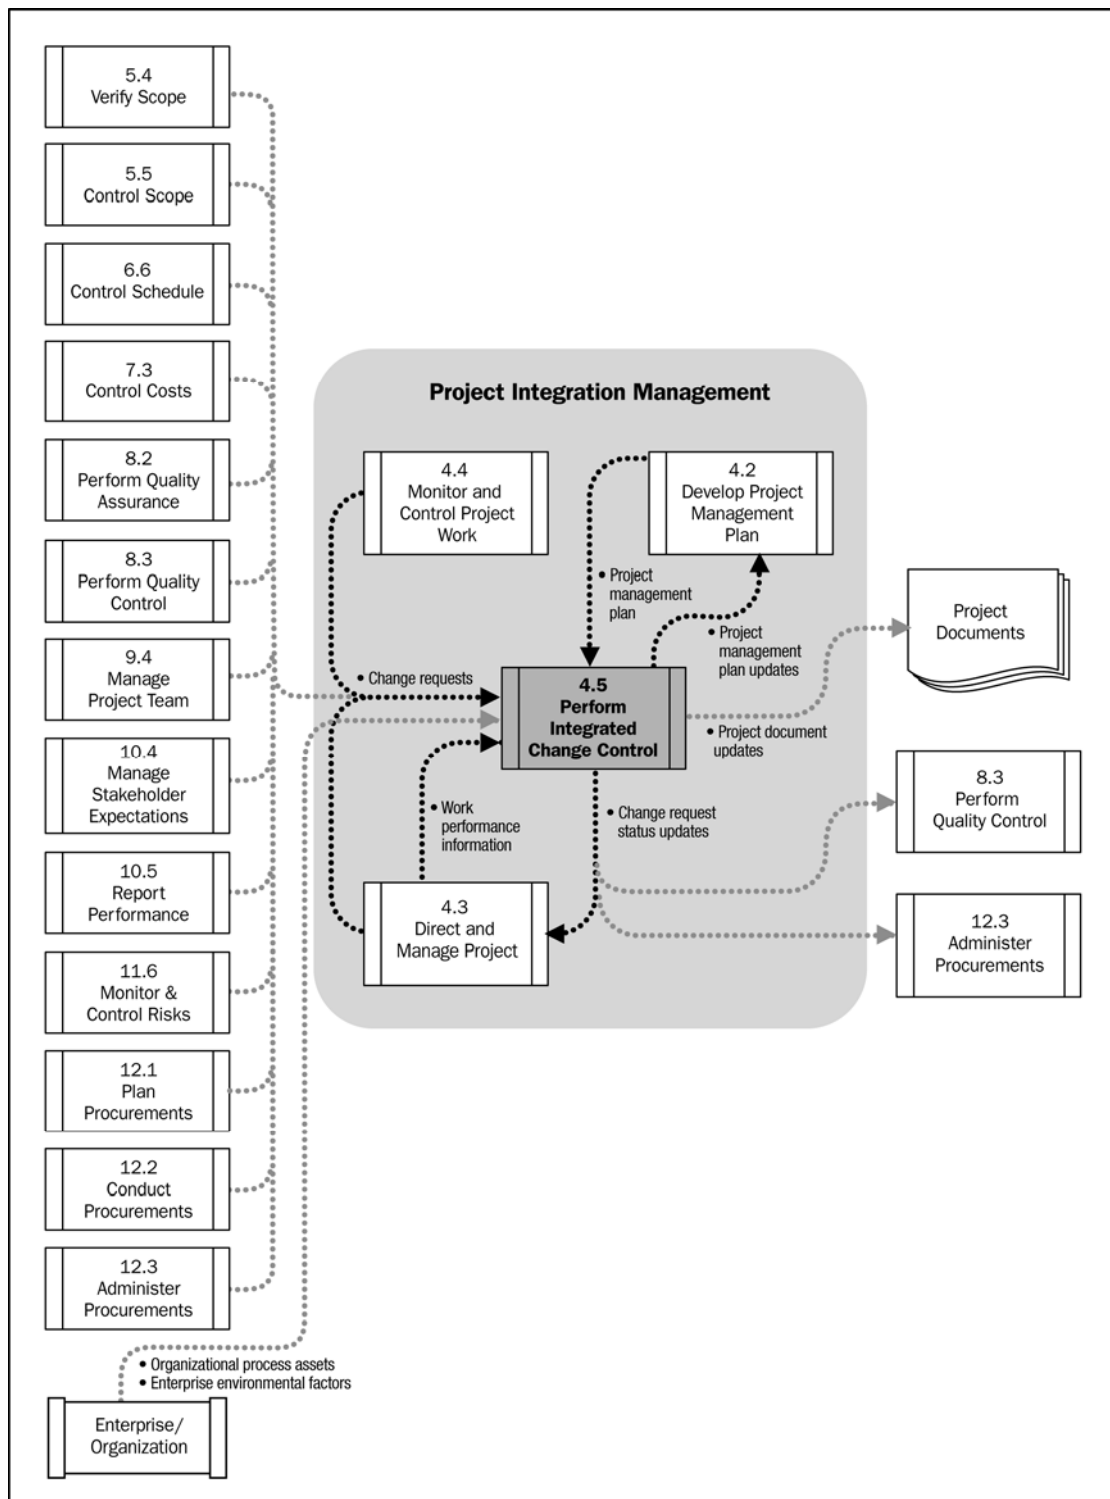 5.4
Verify Scope
5.5
Control Scope
6.6
Control Schedule
7.3
Control Costs
8.2
Perform Quality
Assurance
8.3
Perform Quality
Control
9.4
Manage
Project Team
10.4
Manage
Stakeholder
Expectations
10.5
Report
Performance
11.6
Monitor &
Control Risks
12.1
Plan
Procurements
12.2
Conduct
Procurements
12.3
Administer
Procurements
• Organizational process assets
• Enterprise environmental factors
Enterprise/
Organization
Project Integration Management
4.4
Monitor and
Control Project
Work
4.2
Develop Project
Management
Plan
• Project
management
plan
• Project
management
plan updates
• Change requests
4.5
Perform
Integrated
Change Control
• Project document
updates
• Work
performance
information
• Change request
status updates
4.3
Direct and
Manage Project
Project
Documents
8.3
Perform
Quality Control
12.3
Administer
Procurements